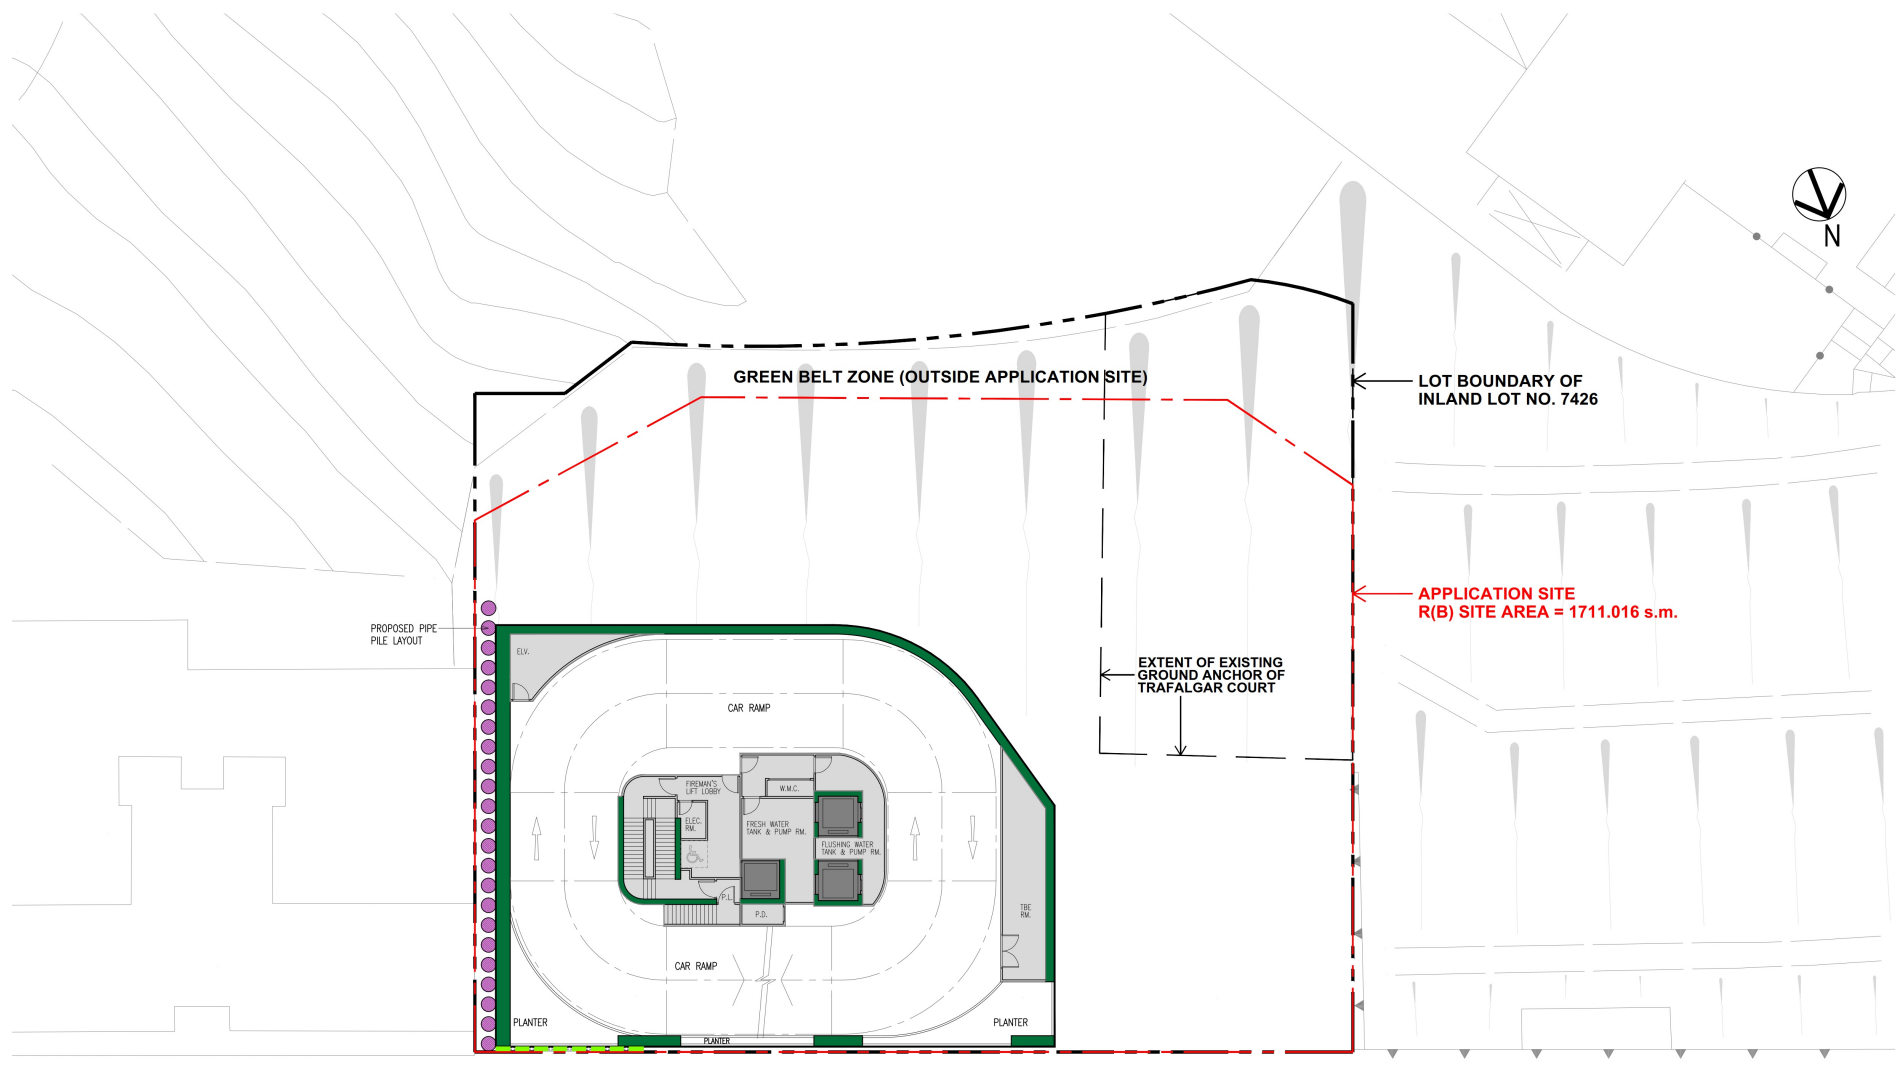 N
GREEN BELT ZONE (OUTSIDE APPLICATION SITE)
LOT BOUNDARY OF
INLAND LOT NO. 7426
APPLICATION SITE
R(B) SITE AREA = 1711.016 s.m.
PROPOSED PIPE
PILE LAYOUT
ELV.
EXTENT OF EXISTING
GROUND ANCHOR OF
TRAFALGAR COURT
CAR RAMP
FIREMAN'S
LIFT LOBBY
W.M.C.
ELEC.
RM.
FRESH WATER
TANK & PUMP RM.
FLUSHING WATER
TANK & PUMP RM.
P.L.
P.D.
TBE
RM.
CAR RAMP
PLANTER
PLANTER
PLANTER